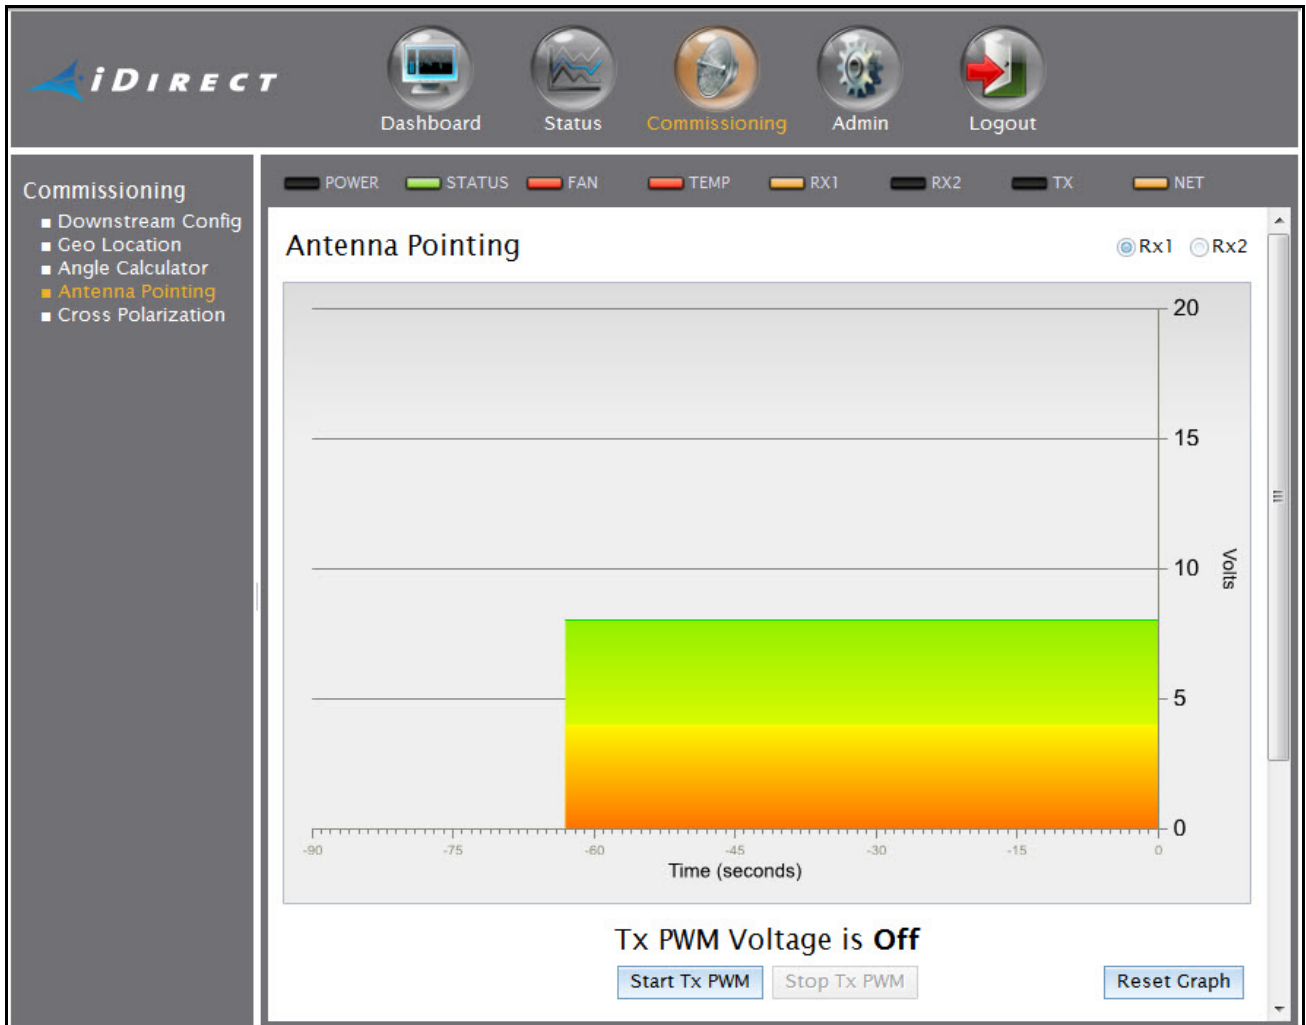 iDIRECT
Dashboard Status Commissioning Admin Logout
Commissioning
Downstream Config
Geo Location
Angle Calculator
Antenna Pointing
Cross Polarization
POWER STATUS FAN TEMP RX1 RX2 TX NET
Antenna Pointing
Rx1 Rx2
20
15
10
5
0
Volts
-90 -75 -60 -45 -30 -15 0
Time (seconds)
Tx PWM Voltage is Off
Start Tx PWM Stop Tx PWM Reset Graph